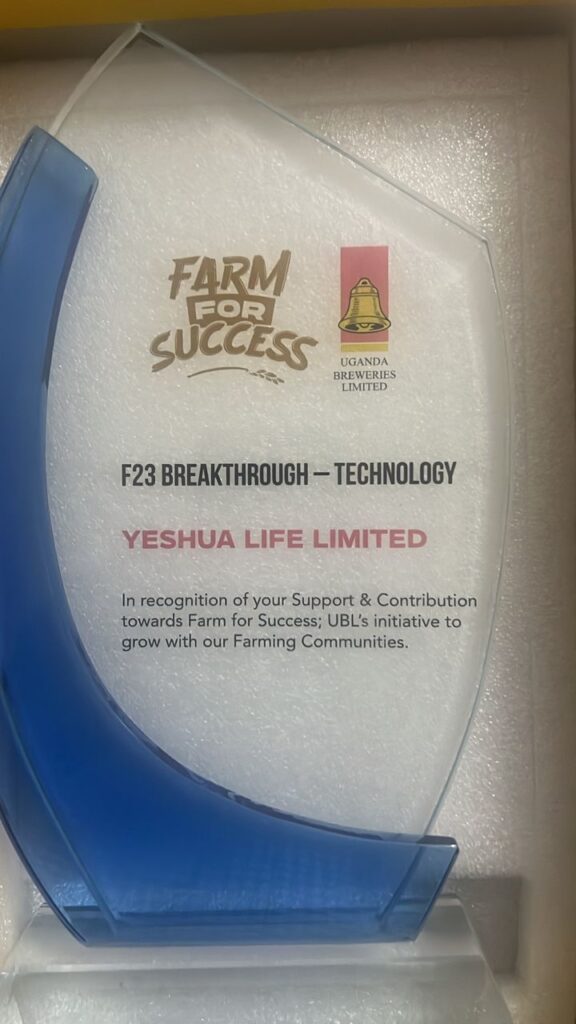 FARM
FOR
SUCCESS
UGANDA
BREWERIES
LIMITED
F23 BREAKTHROUGH – TECHNOLOGY
YESHUA LIFE LIMITED
In recognition of your Support & Contribution
towards Farm for Success; UBL's initiative to
grow with our Farming Communities.